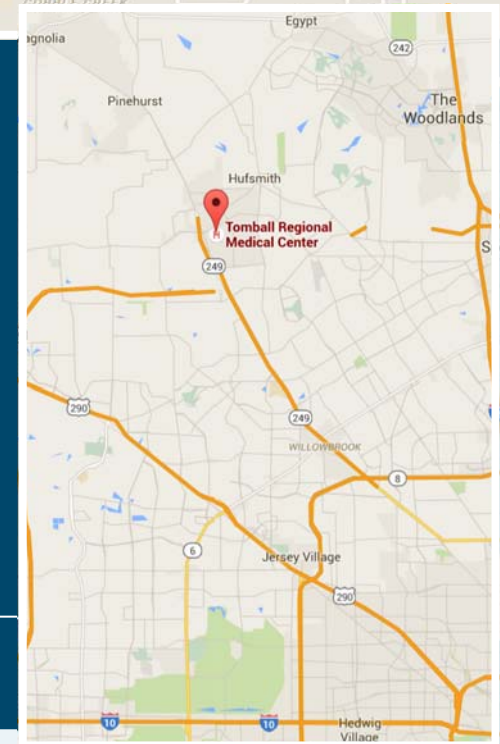 Egypt
agnolia
242
Pinehurst
The
Woodlands
Hufsmith
Tomball Regional
Medical Center
249
S
290
249
WILLOWBROOK
8
6
Jersey Village
290
10
10
Hedwig
Village